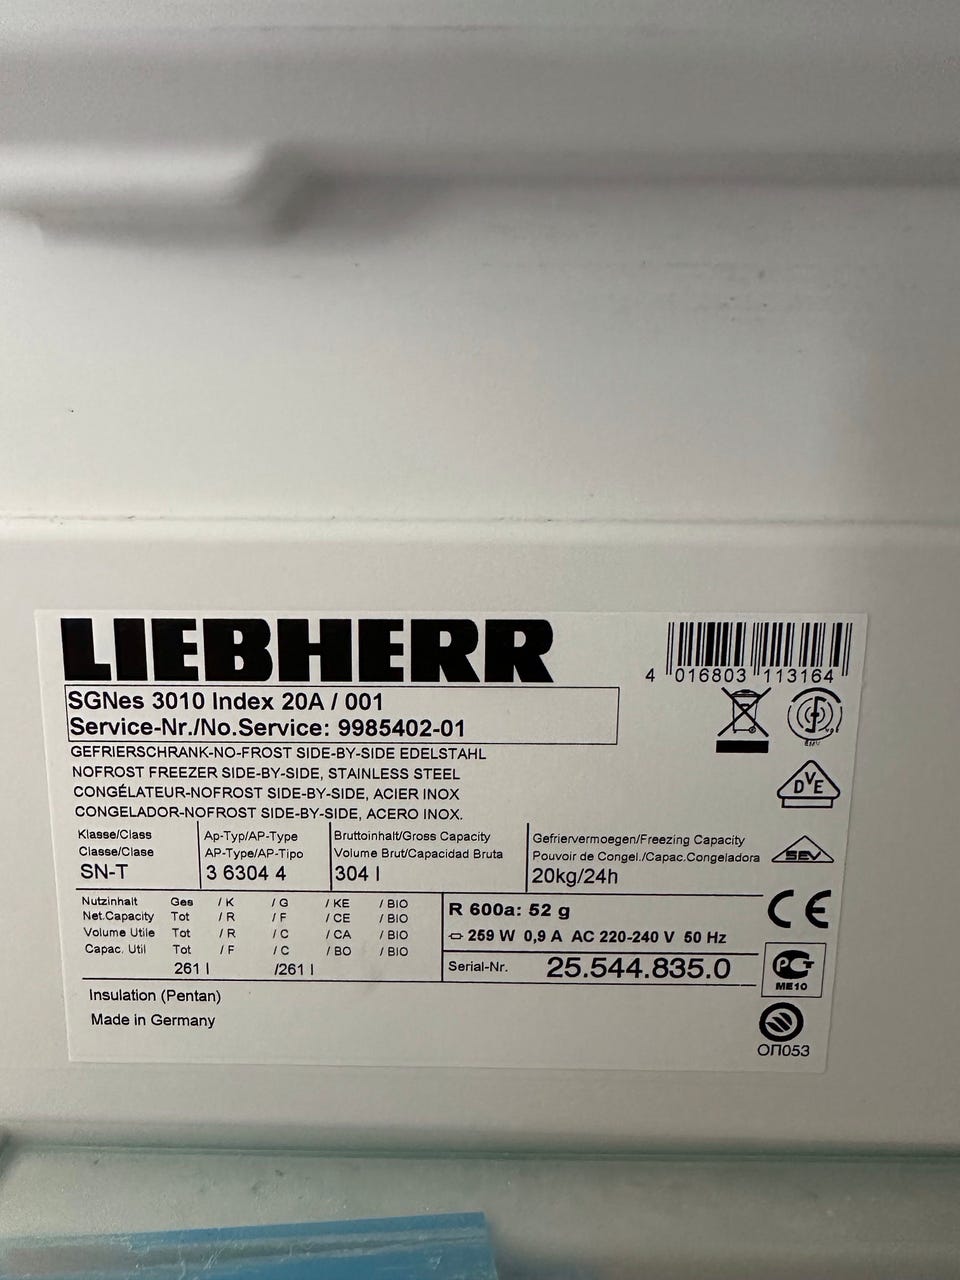 LIEBHERR
4 016803 113164
SGNes 3010 Index 20A / 001
Service-Nr./No.Service: 9985402-01
GEFRIERSCHRANK-NO-FROST SIDE-BY-SIDE EDELSTAHL
NOFROST FREEZER SIDE-BY-SIDE, STAINLESS STEEL
CONGÉLATEUR-NOFROST SIDE-BY-SIDE, ACIER INOX
CONGELADOR-NOFROST SIDE-BY-SIDE, ACERO INOX.
DVE
SEV
Klasse/Class Ap-Typ/AP-Type Bruttoinhalt/Gross Capacity Gefriervermoegen/Freezing Capacity
Classe/Clase AP-Type/AP-Tipo Volume Brut/Capacidad Bruta Pouvoir de Congel./Capac.Congeladora
SN-T 3 6304 4 304 l 20kg/24h
Nutzinhalt Ges / K / G / KE / BIO
Net.Capacity Tot / R / F / CE / BIO
Volume Utile Tot / R / C / CA / BIO
Capac. Util Tot / F / C / BO / BIO
261 l /261 l
R 600a: 52 g
259 W 0,9 A AC 220-240 V 50 Hz
Serial-Nr. 25.544.835.0
CE
PCT
ME10
ОП053
Insulation (Pentan)
Made in Germany